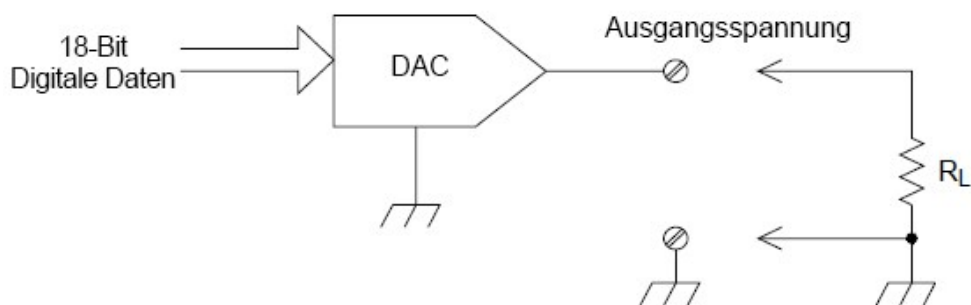 Ausgangsspannung
18-Bit
Digitale Daten
DAC
RL